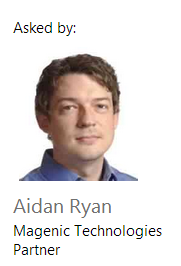 Asked by:
Aidan Ryan
Magenic Technologies
Partner